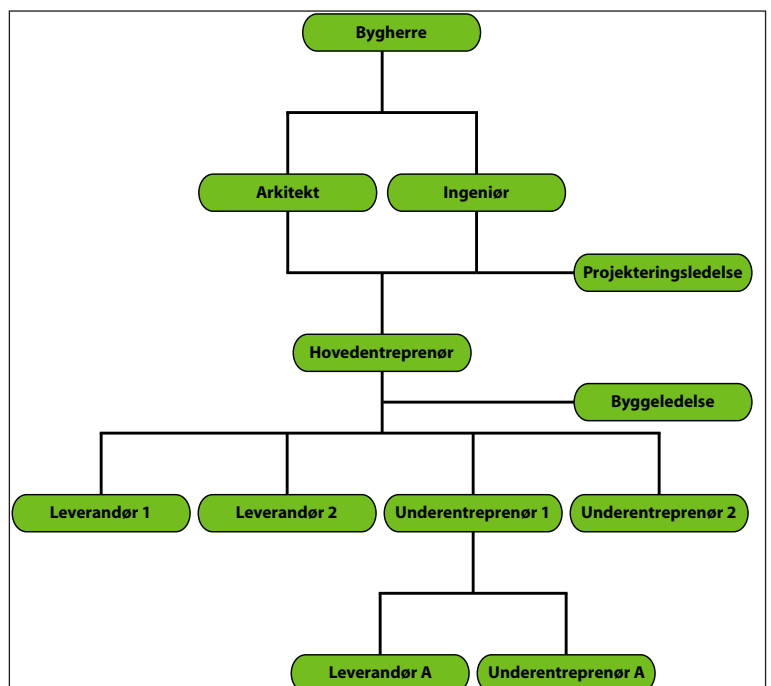 Bygherre
Arkitekt
Ingeniør
Projekteringsledelse
Hovedentreprenør
Byggeledelse
Leverandør 1
Leverandør 2
Underentreprenør 1
Underentreprenør 2
Leverandør A
Underentreprenør A